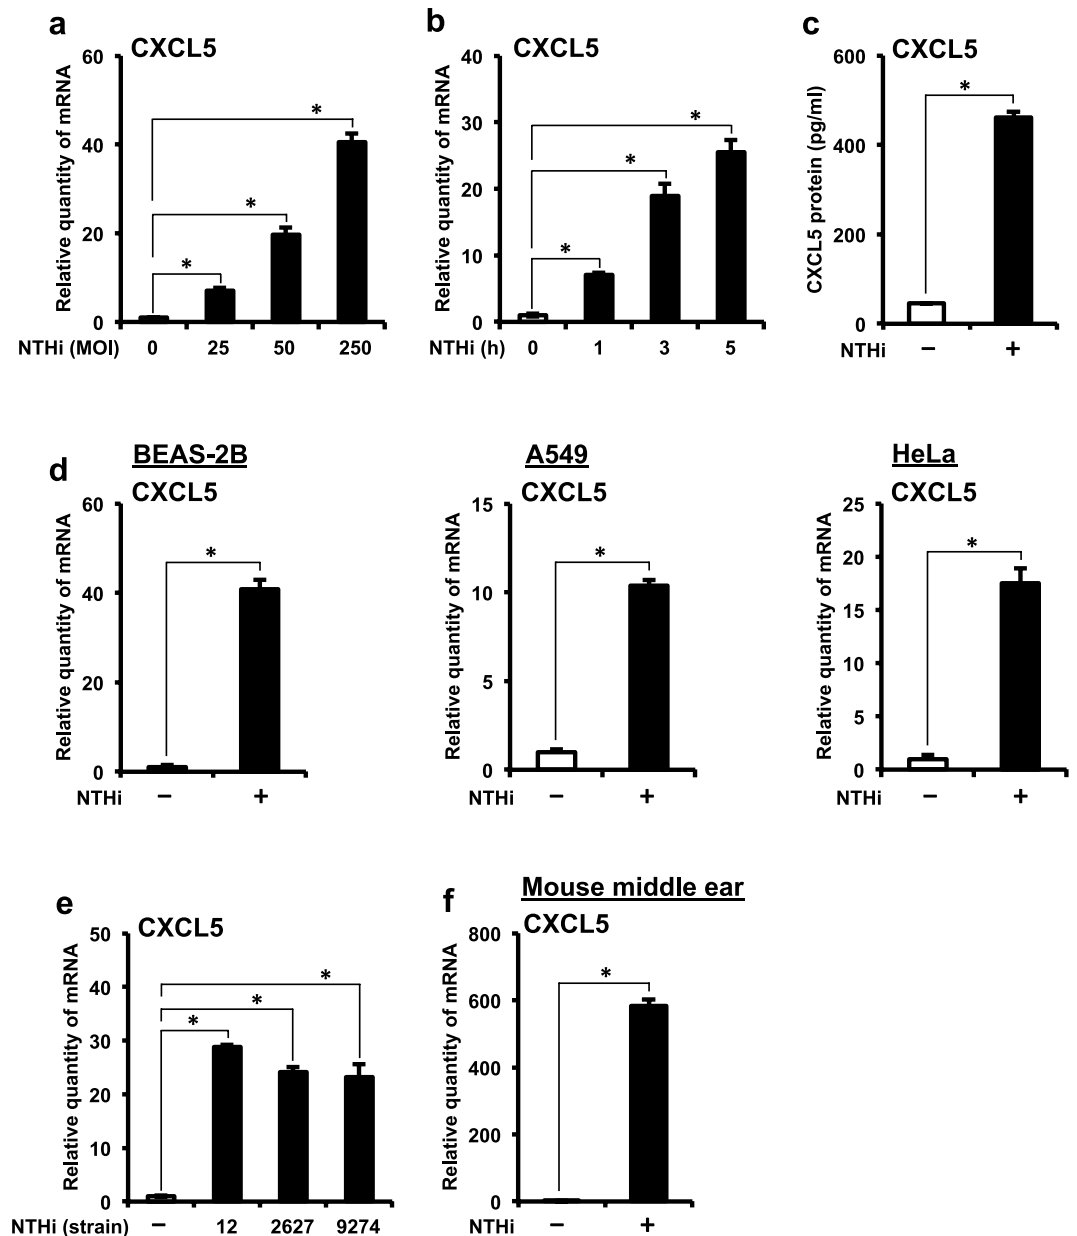 a
CXCL5
Relative quantity of mRNA
60
40
20
0
* * *
NTHi (MOI) 0 25 50 250
b
CXCL5
Relative quantity of mRNA
40
30
20
10
0
* * *
NTHi (h) 0 1 3 5
c
CXCL5
CXCL5 protein (pg/ml)
600
400
200
0
*
NTHi − +
d
BEAS-2B
CXCL5
Relative quantity of mRNA
60
40
20
0
*
NTHi − +
A549
CXCL5
Relative quantity of mRNA
15
10
5
0
*
NTHi − +
HeLa
CXCL5
Relative quantity of mRNA
25
20
15
10
5
0
*
NTHi − +
e
CXCL5
Relative quantity of mRNA
50
40
30
20
10
0
* * *
NTHi (strain) − 12 2627 9274
f
Mouse middle ear
CXCL5
Relative quantity of mRNA
800
600
400
200
0
*
NTHi − +